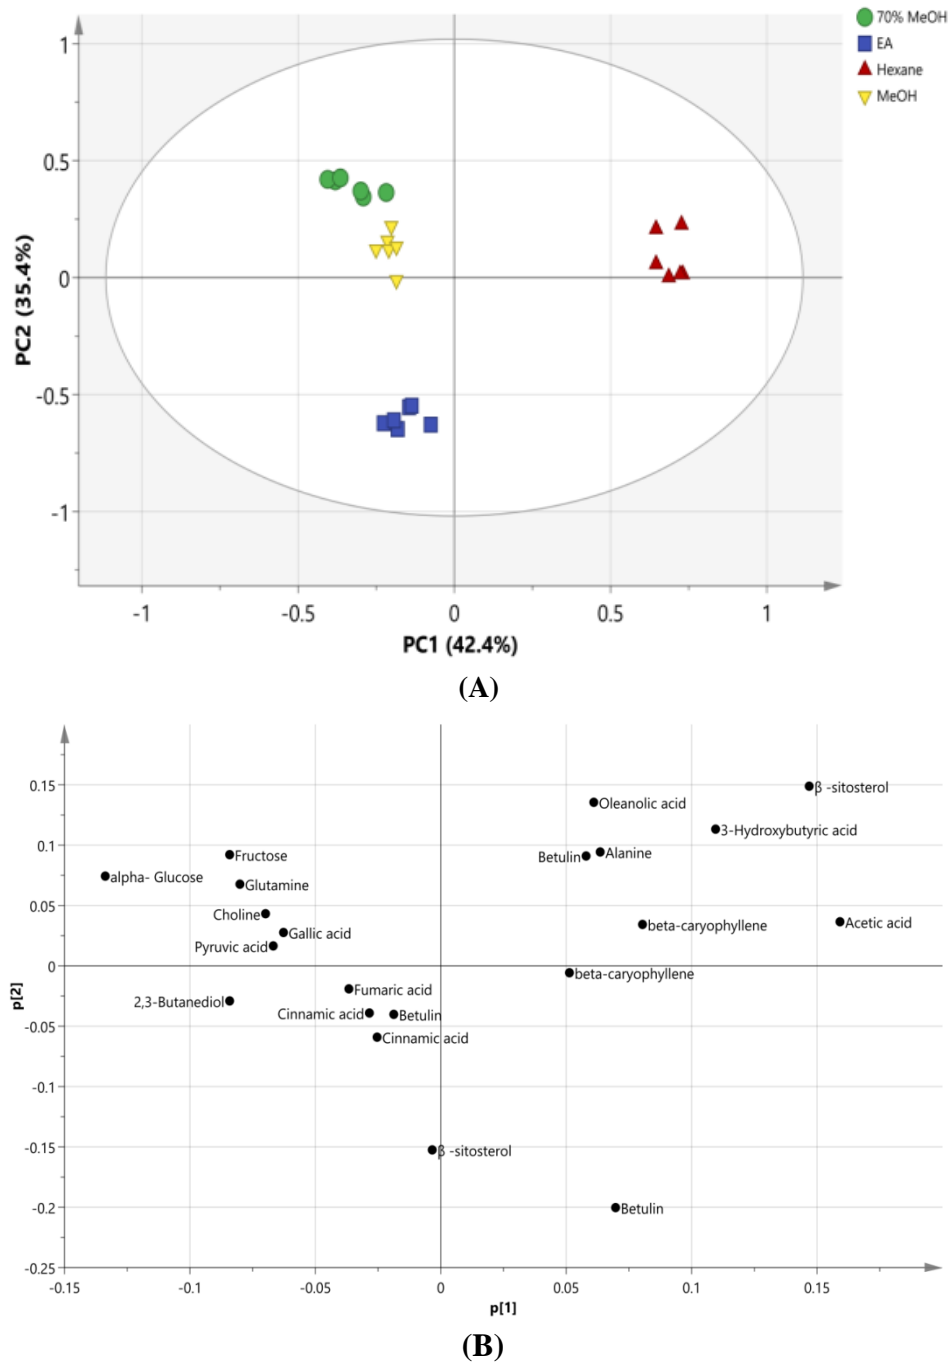 70% MeOH
EA
Hexane
MeOH
1
0.5
0
-0.5
-1
PC2 (35.4%)
-1
-0.5
0
0.5
1
PC1 (42.4%)
(A)
0.15
0.1
0.05
0
-0.05
-0.1
-0.15
-0.2
-0.25
p[2]
β -sitosterol
Oleanolic acid
3-Hydroxybutyric acid
Betulin
Alanine
Fructose
alpha- Glucose
Glutamine
Choline
Gallic acid
Pyruvic acid
beta-caryophyllene
Acetic acid
beta-caryophyllene
2,3-Butanediol
Fumaric acid
Cinnamic acid
Betulin
Cinnamic acid
β -sitosterol
Betulin
-0.15
-0.1
-0.05
0
0.05
0.1
0.15
p[1]
(B)